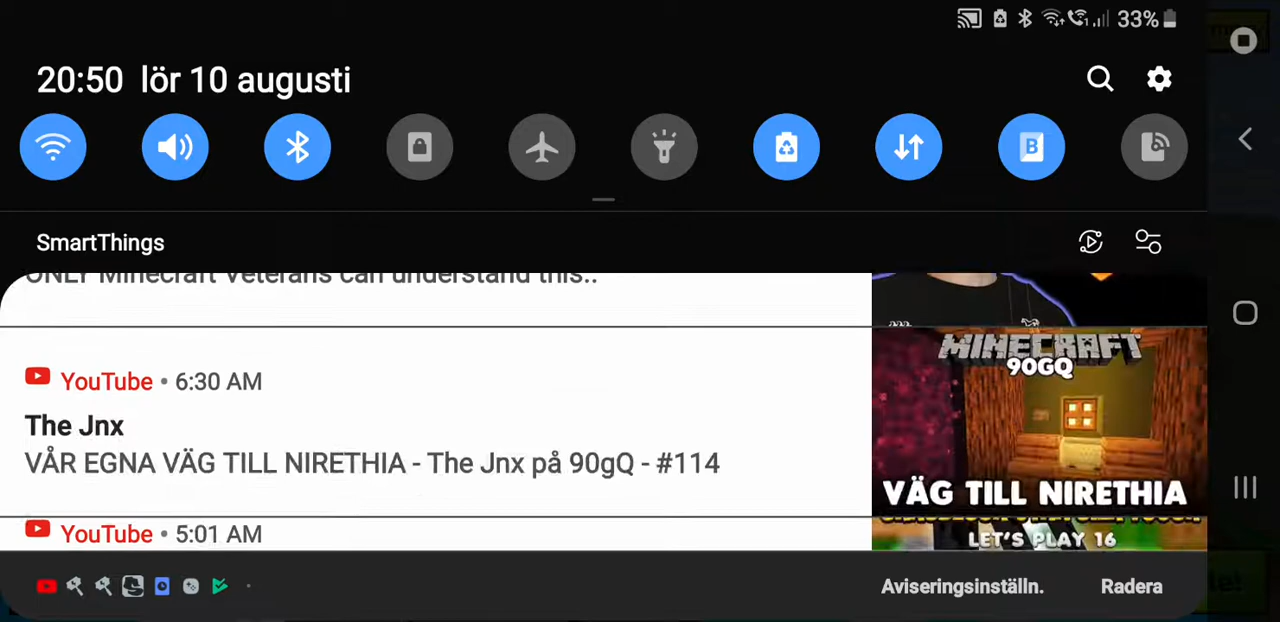 33%
20:50 lör 10 augusti
B
SmartThings
ONLY Minecraft Veterans can understand this..
YouTube • 6:30 AM
The Jnx
VÅR EGNA VÄG TILL NIRETHIA - The Jnx på 90gQ - #114
MINECRAFT
90GQ
VÄG TILL NIRETHIA
YouTube • 5:01 AM
LET'S PLAY 16
Aviseringsinställn.
Radera